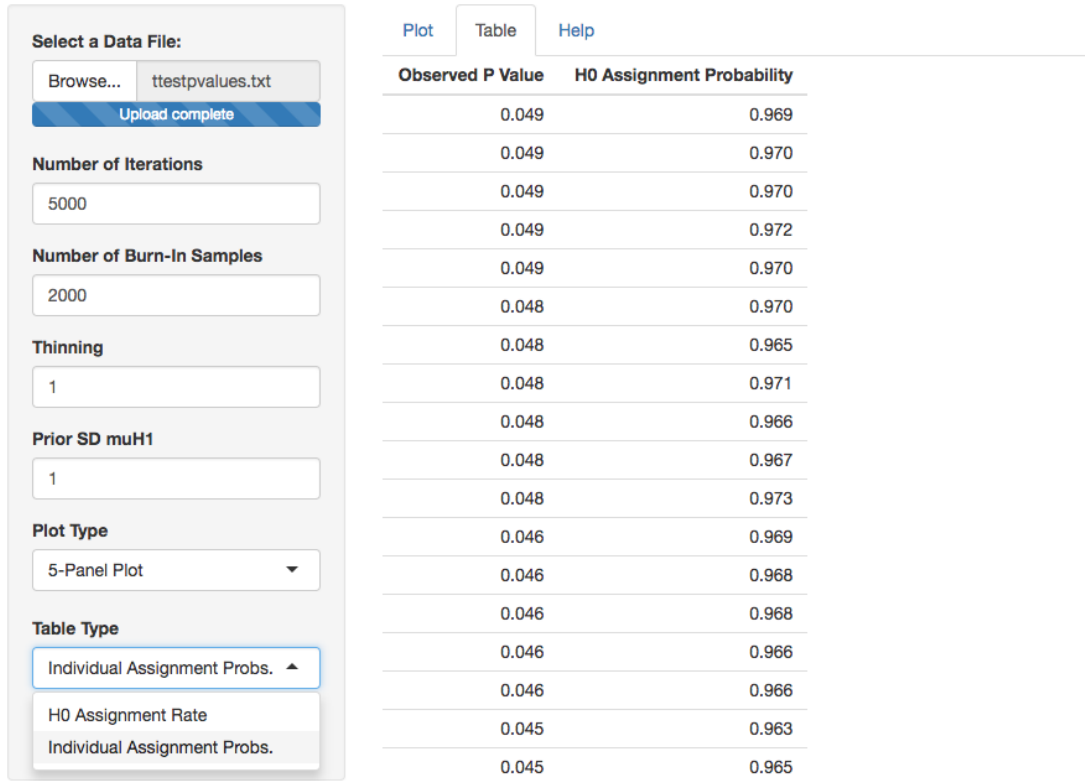 Select a Data File:
Browse... ttestpvalues.txt
Upload complete
Number of Iterations
5000
Number of Burn-In Samples
2000
Thinning
1
Prior SD muH1
1
Plot Type
5-Panel Plot
Table Type
Individual Assignment Probs.
H0 Assignment Rate
Individual Assignment Probs.
Plot Table Help
Observed P Value H0 Assignment Probability
0.049 0.969
0.049 0.970
0.049 0.970
0.049 0.972
0.049 0.970
0.048 0.970
0.048 0.965
0.048 0.971
0.048 0.966
0.048 0.967
0.048 0.973
0.046 0.969
0.046 0.968
0.046 0.968
0.046 0.966
0.046 0.966
0.045 0.963
0.045 0.965